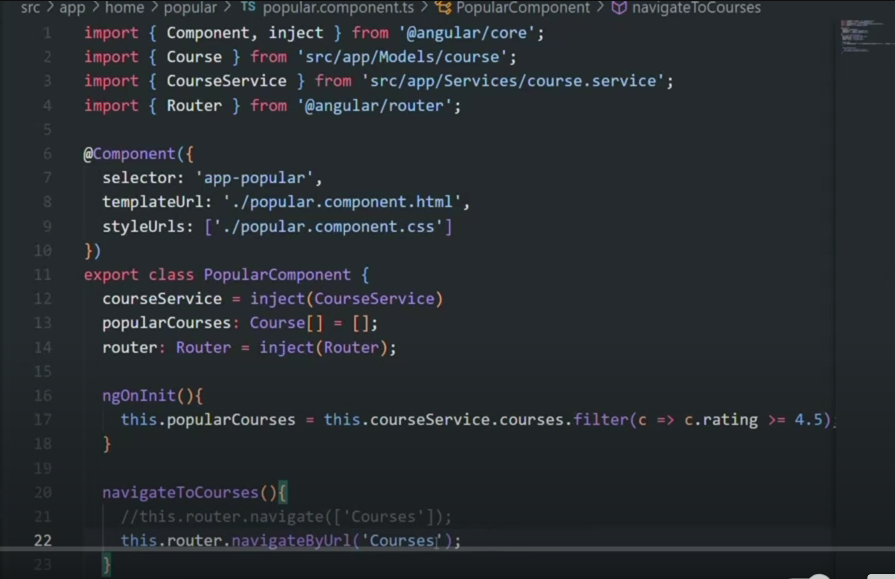 src > app > home > popular > TS popular.component.ts > PopularComponent > navigateToCourses
1 import { Component, inject } from '@angular/core';
2 import { Course } from 'src/app/Models/course';
3 import { CourseService } from 'src/app/Services/course.service';
4 import { Router } from '@angular/router';
5
6 @Component({
7 selector: 'app-popular',
8 templateUrl: './popular.component.html',
9 styleUrls: ['./popular.component.css']
10 })
11 export class PopularComponent {
12 courseService = inject(CourseService)
13 popularCourses: Course[] = [];
14 router: Router = inject(Router);
15
16 ngOnInit(){
17 this.popularCourses = this.courseService.courses.filter(c => c.rating >= 4.5);
18 }
19
20 navigateToCourses(){
21 //this.router.navigate(['Courses']);
22 this.router.navigateByUrl('Courses');
23 }